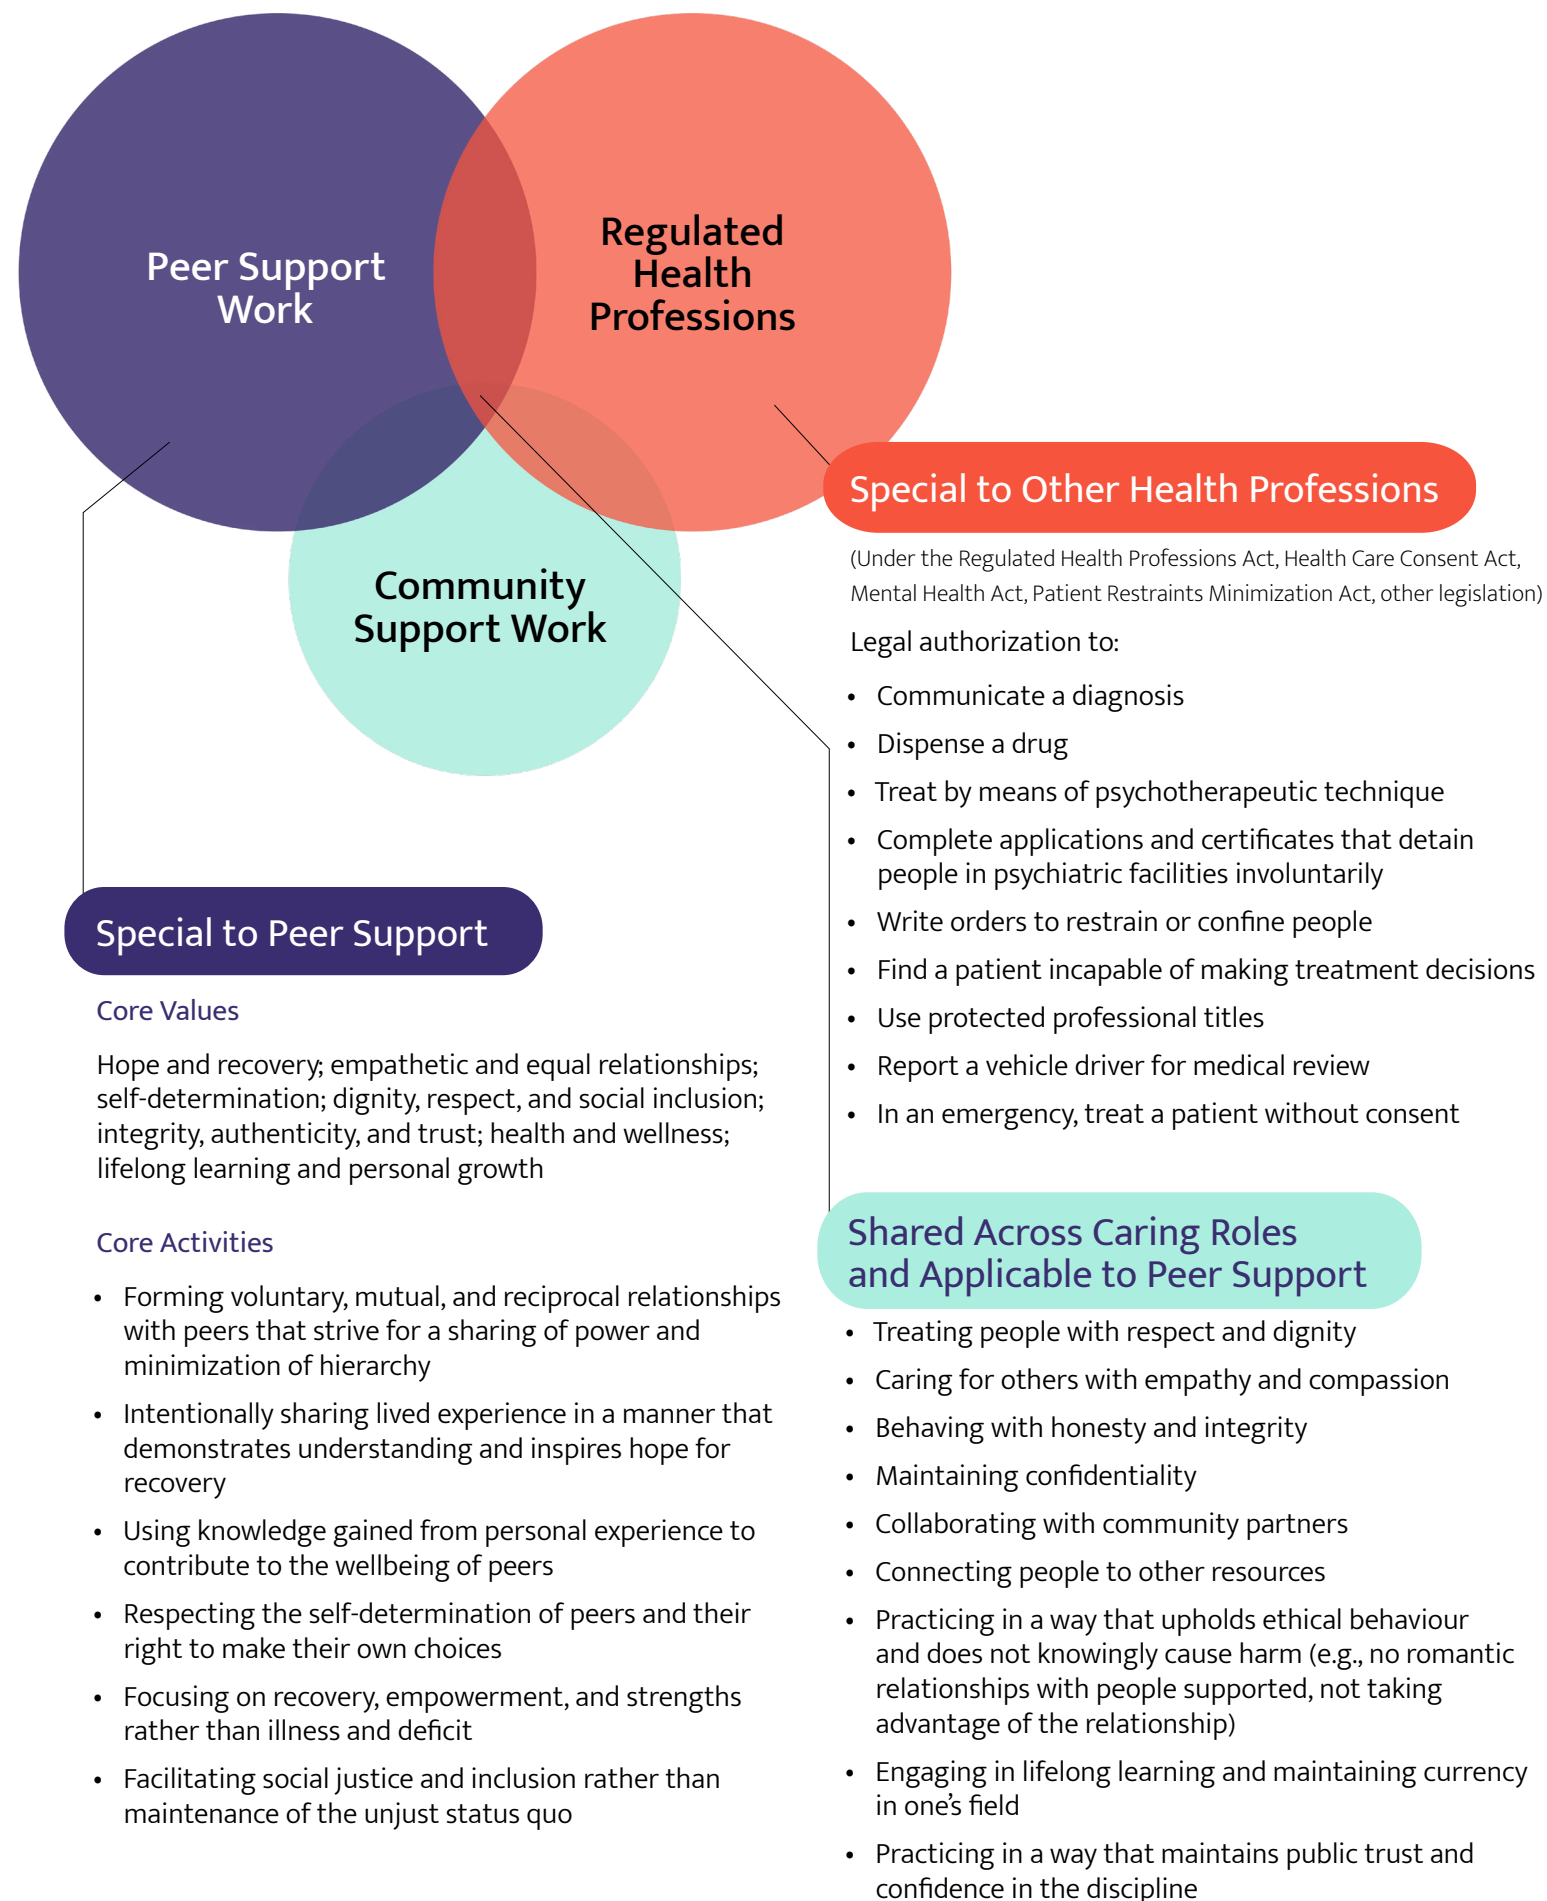 Peer Support
Work
Regulated
Health
Professions
Community
Support Work
Special to Other Health Professions
(Under the Regulated Health Professions Act, Health Care Consent Act,
Mental Health Act, Patient Restraints Minimization Act, other legislation)
Legal authorization to:
• Communicate a diagnosis
• Dispense a drug
• Treat by means of psychotherapeutic technique
• Complete applications and certificates that detain
people in psychiatric facilities involuntarily
• Write orders to restrain or confine people
• Find a patient incapable of making treatment decisions
• Use protected professional titles
• Report a vehicle driver for medical review
• In an emergency, treat a patient without consent
Special to Peer Support
Core Values
Hope and recovery; empathetic and equal relationships;
self-determination; dignity, respect, and social inclusion;
integrity, authenticity, and trust; health and wellness;
lifelong learning and personal growth
Core Activities
• Forming voluntary, mutual, and reciprocal relationships
with peers that strive for a sharing of power and
minimization of hierarchy
• Intentionally sharing lived experience in a manner that
demonstrates understanding and inspires hope for
recovery
• Using knowledge gained from personal experience to
contribute to the wellbeing of peers
• Respecting the self-determination of peers and their
right to make their own choices
• Focusing on recovery, empowerment, and strengths
rather than illness and deficit
• Facilitating social justice and inclusion rather than
maintenance of the unjust status quo
Shared Across Caring Roles
and Applicable to Peer Support
• Treating people with respect and dignity
• Caring for others with empathy and compassion
• Behaving with honesty and integrity
• Maintaining confidentiality
• Collaborating with community partners
• Connecting people to other resources
• Practicing in a way that upholds ethical behaviour
and does not knowingly cause harm (e.g., no romantic
relationships with people supported, not taking
advantage of the relationship)
• Engaging in lifelong learning and maintaining currency
in one's field
• Practicing in a way that maintains public trust and
confidence in the discipline